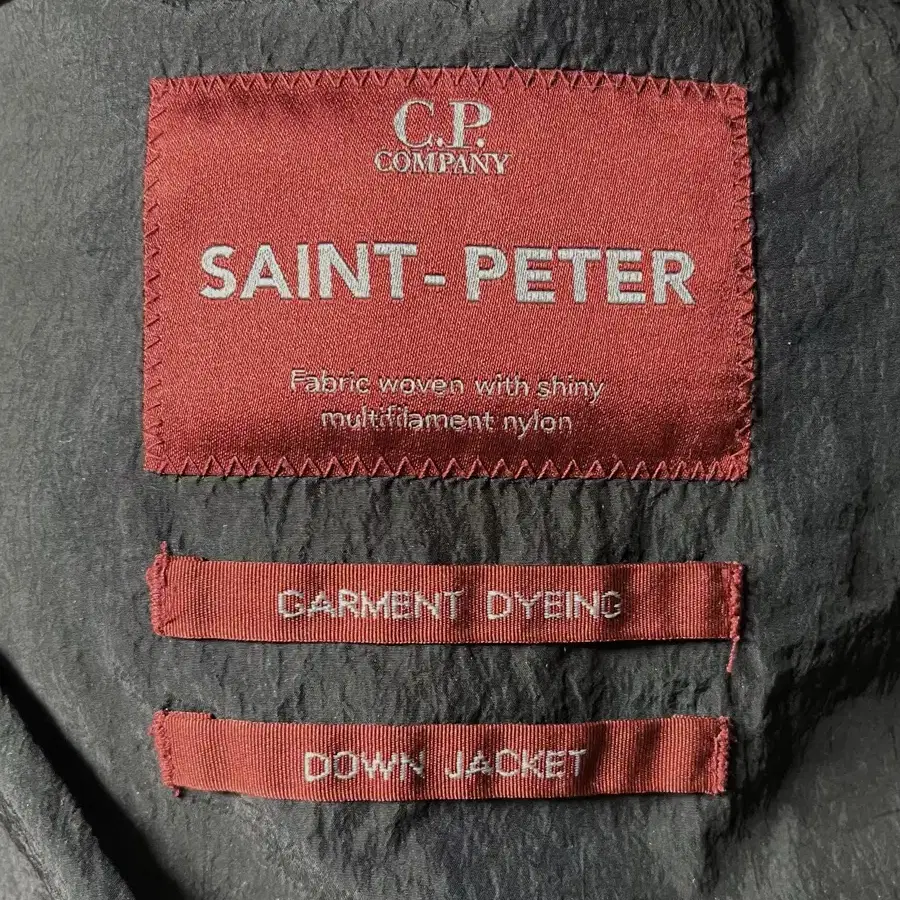 C.P.
COMPANY
SAINT-PETER
Fabric woven with shiny
multifilament nylon
GARMENT DYEING
DOWN JACKET